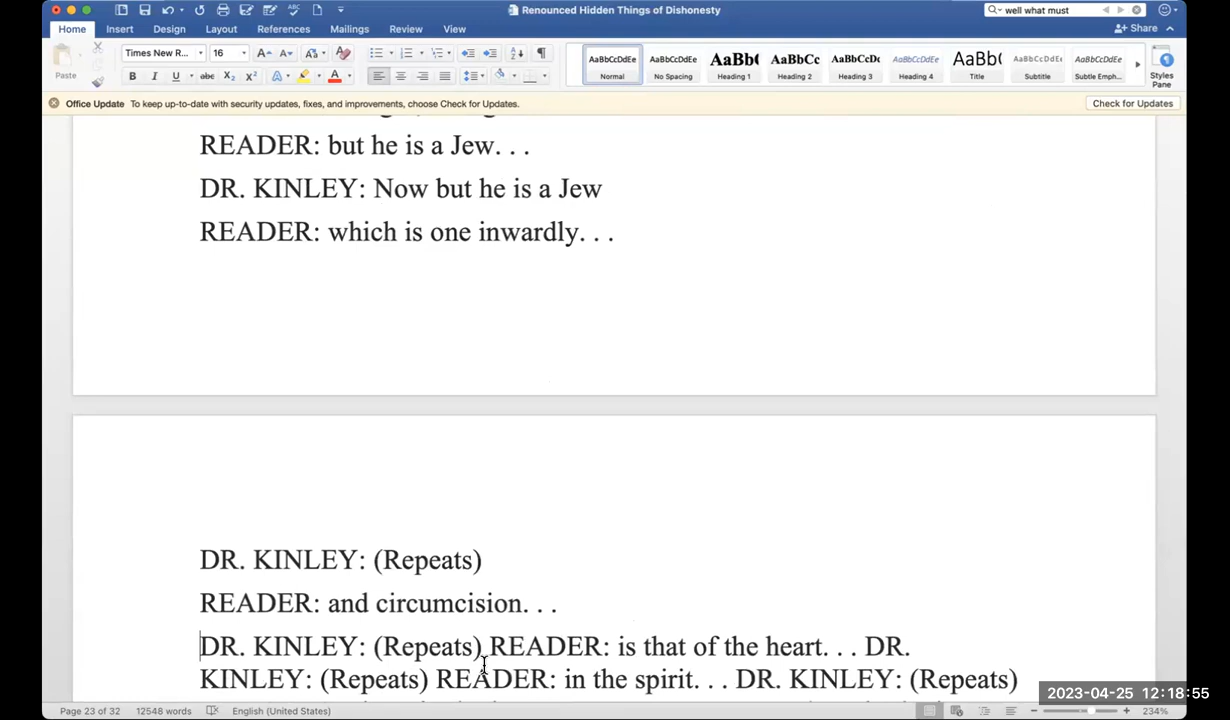 Renounced Hidden Things of Dishonesty
well what must
Home Insert Design Layout References Mailings Review View
Share
Times New R... 16
Paste
AaBbCcDdEe AaBbCcDdEe AaBb( AaBbCc AaBbCcDc AaBbCcDdEe AaBb( AaBbCcDdEe AaBbCcDdEe
Normal No Spacing Heading 1 Heading 2 Heading 3 Heading 4 Title Subtitle Subtle Emph...
Styles
Pane
Office Update To keep up-to-date with security updates, fixes, and improvements, choose Check for Updates.
Check for Updates
READER: but he is a Jew. . .
DR. KINLEY: Now but he is a Jew
READER: which is one inwardly. . .
DR. KINLEY: (Repeats)
READER: and circumcision. . .
DR. KINLEY: (Repeats) READER: is that of the heart. . . DR.
KINLEY: (Repeats) READER: in the spirit. . . DR. KINLEY: (Repeats)
2023-04-25 12:18:55
Page 23 of 32 12548 words English (United States) 234%